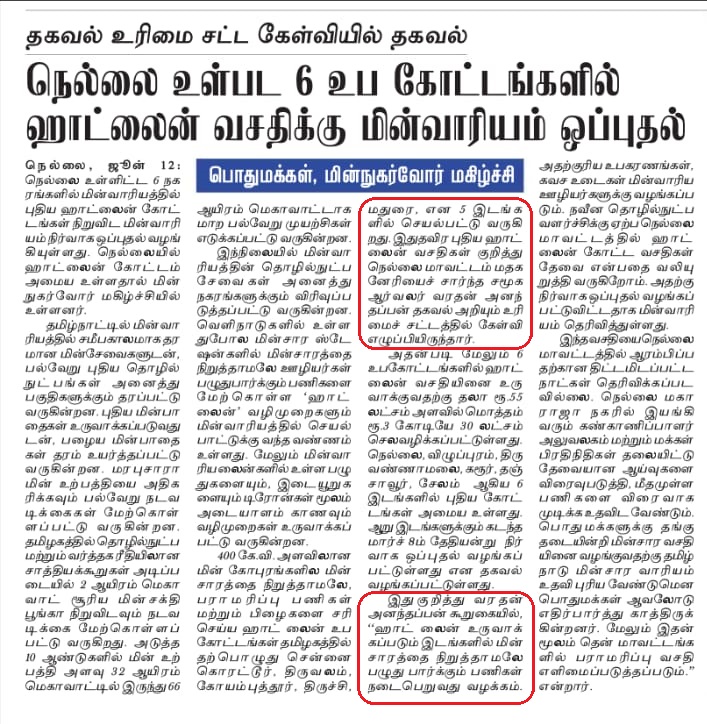 தகவல் உரிமை சட்ட கேள்வியில் தகவல்
நெல்லை உள்பட 6 உப கோட்டங்களில்
ஹாட்லைன் வசதிக்கு மின்வாரியம் ஒப்புதல்
பொதுமக்கள், மின்நுகர்வோர் மகிழ்ச்சி
நெல்லை, ஜூன் 12:
நெல்லை உள்ளிட்ட 6 நக
ரங்களில் மின்வாரியத்தில்
புதிய ஹாட்லைன் கோட்
டங்கள் நிறுவிட மின்வாரி
யம் நிர்வாக ஒப்புதல் வழங்
கியுள்ளது. நெல்லையில்
ஹாட்லைன் கோட்டம்
அமைய உள்ளதால் மின்
நுகர்வோர் மகிழ்ச்சியில்
உள்ளனர்.
தமிழ்நாட்டில் மின்வா
ரியத்தில் சமீபகாலமாக தர
மான மின்சேவைகளுடன்,
பல்வேறு புதிய தொழில்
நுட்பங்கள் அனைத்து
பகுதிகளுக்கும் தரப்பட்டு
வருகின்றன. புதிய மின்பா
தைகள் உருவாக்கப்படுவது
டன், பழைய மின்பாதை
கள் தரம் உயர்த்தப்பட்டு
வருகின்றன. மரபுசாரா
மின் உற்பத்தியை அதிக
ரிக்கவும் பல்வேறு நடவ
டிக்கைகள் மேற்கொள்
ளப்பட்டு வருகின்றன.
தமிழகத்தில் தொழில்நுட்ப
மற்றும் வர்த்தக ரீதியிலான
சாத்தியக்கூறுகள் அடிப்ப
டையில் 2 ஆயிரம் மெகா
வாட் சூரிய மின்சக்தி
பூங்கா நிறுவிடவும் நடவ
டிக்கை மேற்கொள்ளப்
பட்டு வருகிறது. அடுத்த
10 ஆண்டுகளில் மின் உற்
பத்தி அளவு 32 ஆயிரம்
மெகாவாட்டில் இருந்து 66
ஆயிரம் மெகாவாட்டாக
மாற பல்வேறு முயற்சிகள்
எடுக்கப்பட்டு வருகின்றன.
இந்நிலையில் மின்வா
ரியத்தின் தொழில்நுட்ப
சேவைகள் அனைத்து
நகரங்களுக்கும் விரிவுப்ப
டுத்தப்பட்டு வருகின்றன.
வெளிநாடுகளில் உள்ள
துபோல மின்சார ஸ்டே
ஷன்களில் மின்சாரத்தை
நிறுத்தாமலே ஊழியர்கள்
பழுதுபார்க்கும் பணிகளை
மேற்கொள்ள 'ஹாட்
லைன்' வழிமுறைகளும்
மின்வாரியத்தில் செயல்
பாட்டுக்கு வந்த வண்ணம்
உள்ளது. மேலும் மின்வா
ரியலைன்களில் உள்ள பழு
துகளையும், இடையூறுக
ளையும் டிரோன்கள் மூலம்
அடையாளம் காணவும்
வழிமுறைகள் உருவாக்கப்
பட்டு வருகின்றன.
400 கே.வி. அளவிலான
மின் கோபுரங்களில் மின்
சாரத்தை நிறுத்தாமலே,
பராமரிப்பு பணிகள்
மற்றும் பிழைகளை சரி
செய்ய ஹாட் லைன் உப
கோட்டங்கள் தமிழகத்தில்
தற்பொழுது சென்னை
கொரட்டூர், திருவலம்,
கோயம்புத்தூர், திருச்சி,
மதுரை, என 5 இடங்க
ளில் செயல்பட்டு வருகி
றது. இதுதவிர புதிய ஹாட்
லைன் வசதிகள் குறித்து
நெல்லை மாவட்டம் மதக
னேரியைச் சார்ந்த சமூக
ஆர்வலர் வரதன் அனந்
தப்பன் தகவல் அறியும் உரி
மைச் சட்டத்தில் கேள்வி
எழுப்பியிருந்தார்.
அதன்படி மேலும் 6
உபகோட்டங்களில் ஹாட்
லைன் வசதியினை உரு
வாக்குவதற்கு தலா ரூ.55
லட்சம் அளவில் மொத்தம்
ரூ.3 கோடியே 30 லட்சம்
செலவழிக்கப்பட்டுள்ளது.
நெல்லை, விழுப்புரம், திரு
வண்ணாமலை, கரூர், தஞ்
சாவூர், சேலம் ஆகிய 6
இடங்களில் புதிய கோட்
டங்கள் அமைய உள்ளது.
ஆறு இடங்களுக்கும் கடந்த
மார்ச் 8ம் தேதியன்று நிர்
வாக ஒப்புதல் வழங்கப்
பட்டுள்ளது என தகவல்
வழங்கப்பட்டுள்ளது.
இது குறித்து வரதன்
அனந்தப்பன் கூறுகையில்,
"ஹாட் லைன் உருவாக்
கப்படும் இடங்களில் மின்
சாரத்தை நிறுத்தாமலே
பழுது பார்க்கும் பணிகள்
நடைபெறுவது வழக்கம்.
அதற்குரிய உபகரணங்கள்,
கவச உடைகள் மின்வாரிய
ஊழியர்களுக்கு வழங்கப்
படும். நவீன தொழில்நுட்ப
வளர்ச்சிக்கு ஏற்ப நெல்லை
மாவட்டத்தில் ஹாட்
லைன் கோட்ட வசதிகள்
தேவை என்பதை வலியு
றுத்தி வருகிறோம். அதற்கு
நிர்வாக ஒப்புதல் வழங்கப்
பட்டுவிட்டதாக மின்வாரி
யம் தெரிவித்துள்ளது.
இந்தவசதியைநெல்லை
மாவட்டத்தில் ஆரம்பிப்ப
தற்கான திட்டமிடப்பட்ட
நாட்கள் தெரிவிக்கப்பட
வில்லை. நெல்லை மகா
ராஜா நகரில் இயங்கி
வரும் கண்காணிப்பாளர்
அலுவலகம் மற்றும் மக்கள்
பிரதிநிதிகள் தலையிட்டு
தேவையான ஆய்வுகளை
விரைவுபடுத்தி, மீதமுள்ள
பணிகளை விரைவாக
முடிக்க உதவிட வேண்டும்.
பொதுமக்களுக்கு தங்கு
தடையின்றி மின்சார வசதி
யினை வழங்குவதற்கு தமிழ்
நாடு மின்சார வாரியம்
உதவி புரிய வேண்டுமென
பொதுமக்கள் ஆவலோடு
எதிர்பார்த்து காத்திருக்
கின்றனர். மேலும் இதன்
மூலம் தென் மாவட்டங்க
ளில் பராமரிப்பு வசதி
எளிமைப்படுத்தப்படும்."
என்றார்.